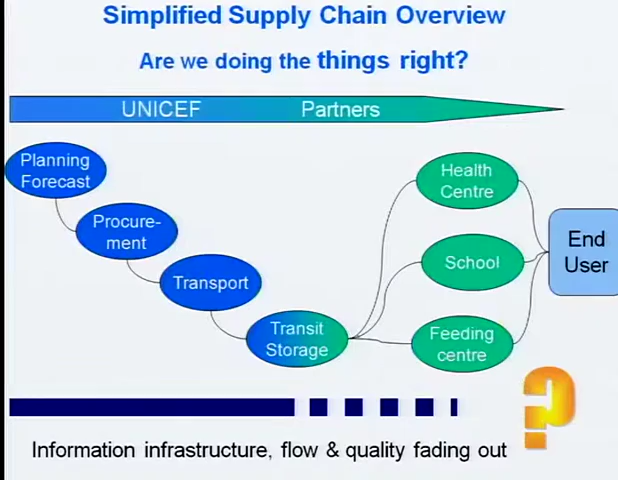 Simplified Supply Chain Overview
Are we doing the things right?
UNICEF Partners
Planning
Forecast
Procure-
ment
Transport
Transit
Storage
Health
Centre
School
Feeding
centre
End
User
?
Information infrastructure, flow & quality fading out